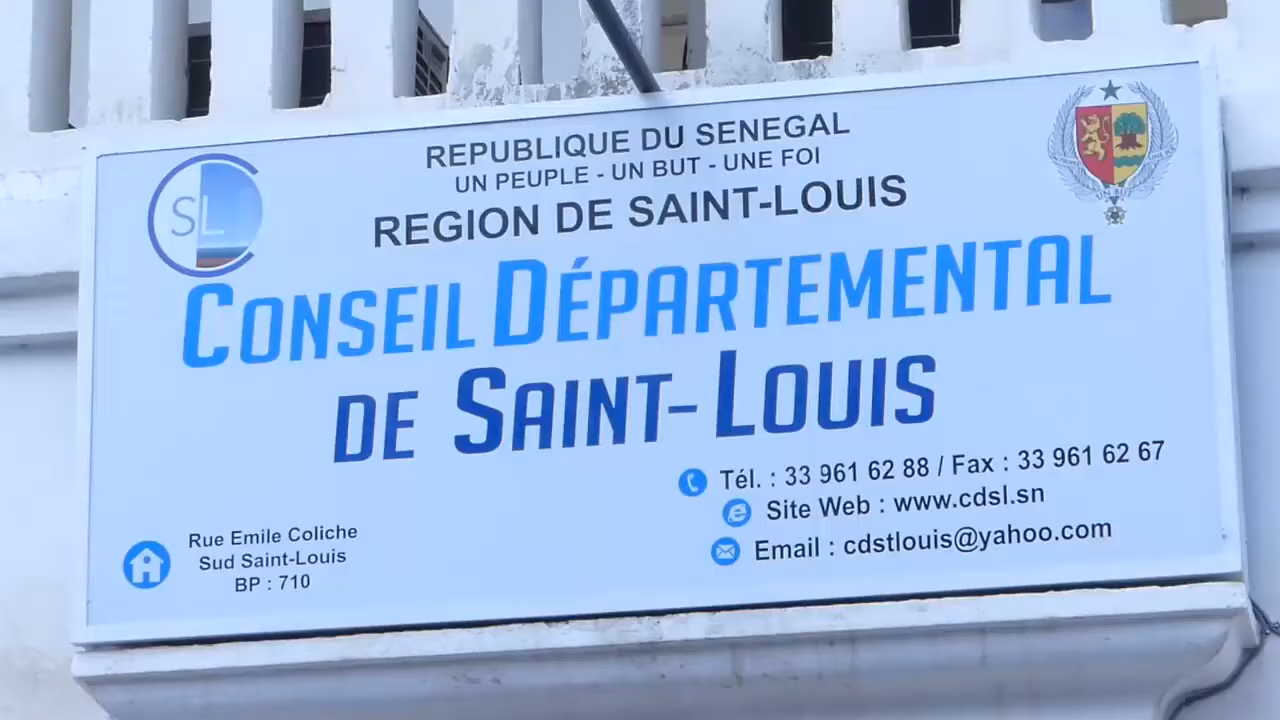 REPUBLIQUE DU SENEGAL
UN PEUPLE - UN BUT - UNE FOI
REGION DE SAINT-LOUIS
SL
CONSEIL DÉPARTEMENTAL
DE SAINT-LOUIS
Tél. : 33 961 62 88 / Fax : 33 961 62 67
Site Web : www.cdsl.sn
Email : cdstlouis@yahoo.com
Rue Emile Coliche
Sud Saint-Louis
BP : 710